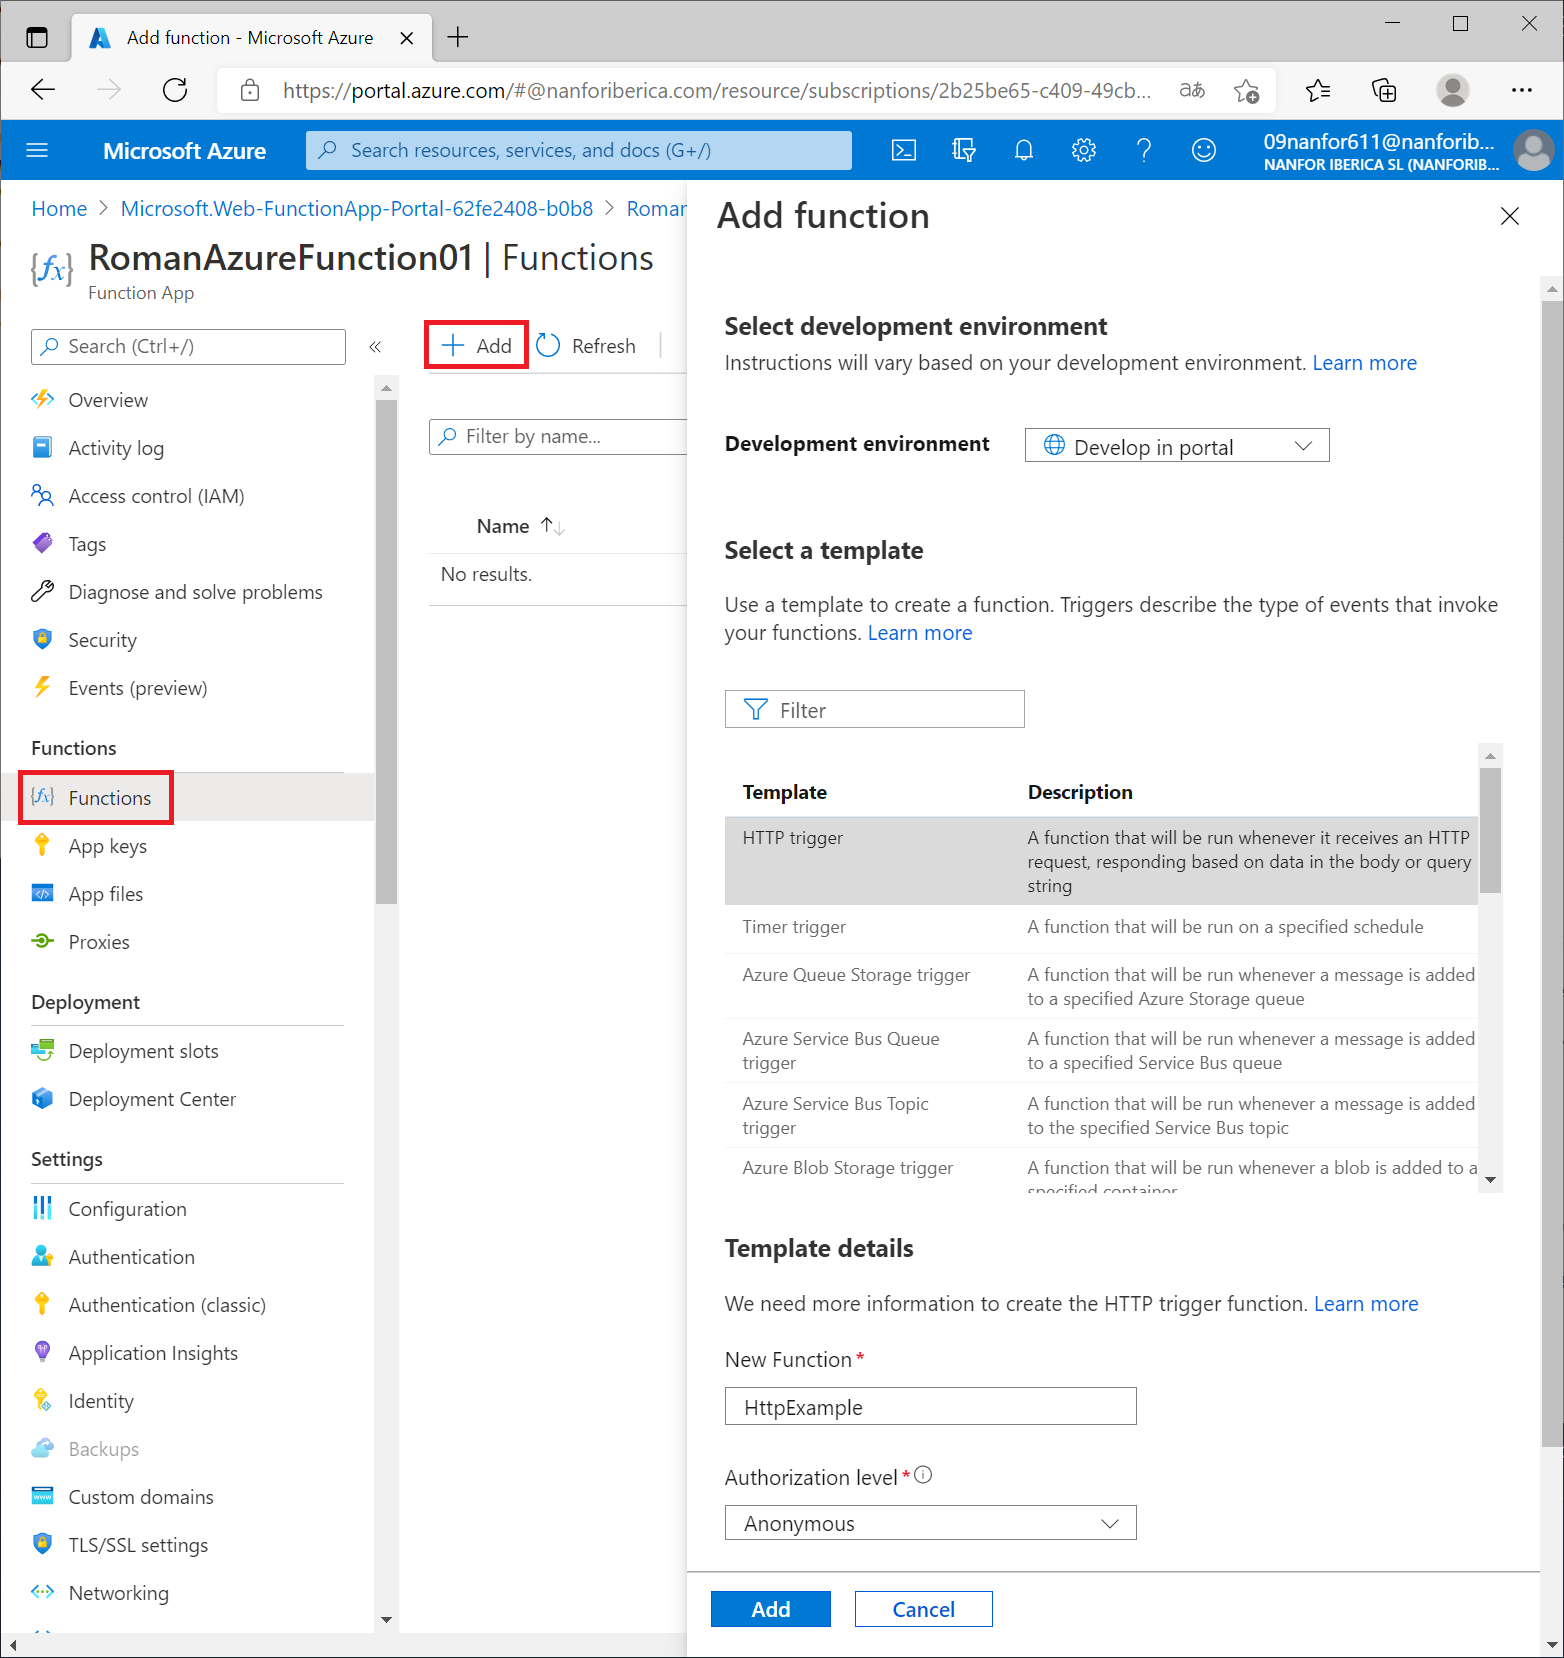 Add function - Microsoft Azure
https://portal.azure.com/#@nanforiberica.com/resource/subscriptions/2b25be65-c409-49cb...
aあ
Microsoft Azure
Search resources, services, and docs (G+/)
09nanfor611@nanforib...
NANFOR IBERICA SL (NANFORIB...
Home > Microsoft.Web-FunctionApp-Portal-62fe2408-b0b8 > Roman
{fx}
RomanAzureFunction01 | Functions
Function App
Search (Ctrl+/)
«
Overview
Activity log
Access control (IAM)
Tags
Diagnose and solve problems
Security
Events (preview)
Functions
Functions
App keys
App files
Proxies
Deployment
Deployment slots
Deployment Center
Settings
Configuration
Authentication
Authentication (classic)
Application Insights
Identity
Backups
Custom domains
TLS/SSL settings
Networking
+ Add
Refresh
Filter by name...
Name ↑↓
No results.
Add function
Select development environment
Instructions will vary based on your development environment. Learn more
Development environment
Develop in portal
Select a template
Use a template to create a function. Triggers describe the type of events that invoke
your functions. Learn more
Filter
Template Description
HTTP trigger
A function that will be run whenever it receives an HTTP
request, responding based on data in the body or query
string
Timer trigger
A function that will be run on a specified schedule
Azure Queue Storage trigger
A function that will be run whenever a message is added
to a specified Azure Storage queue
Azure Service Bus Queue
trigger
A function that will be run whenever a message is added
to a specified Service Bus queue
Azure Service Bus Topic
trigger
A function that will be run whenever a message is added
to the specified Service Bus topic
Azure Blob Storage trigger
A function that will be run whenever a blob is added to a
specified container
Template details
We need more information to create the HTTP trigger function. Learn more
New Function *
HttpExample
Authorization level *
Anonymous
Add
Cancel